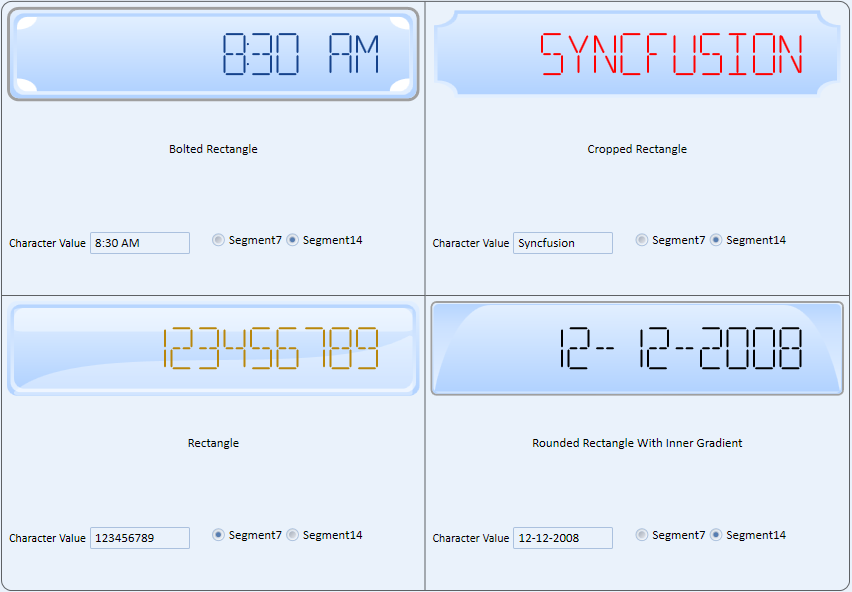 8:30 AM
Bolted Rectangle
Character Value 8:30 AM Segment7 Segment14
SYNCFUSION
Cropped Rectangle
Character Value Syncfusion Segment7 Segment14
123456789
Rectangle
Character Value 123456789 Segment7 Segment14
12-12-2008
Rounded Rectangle With Inner Gradient
Character Value 12-12-2008 Segment7 Segment14